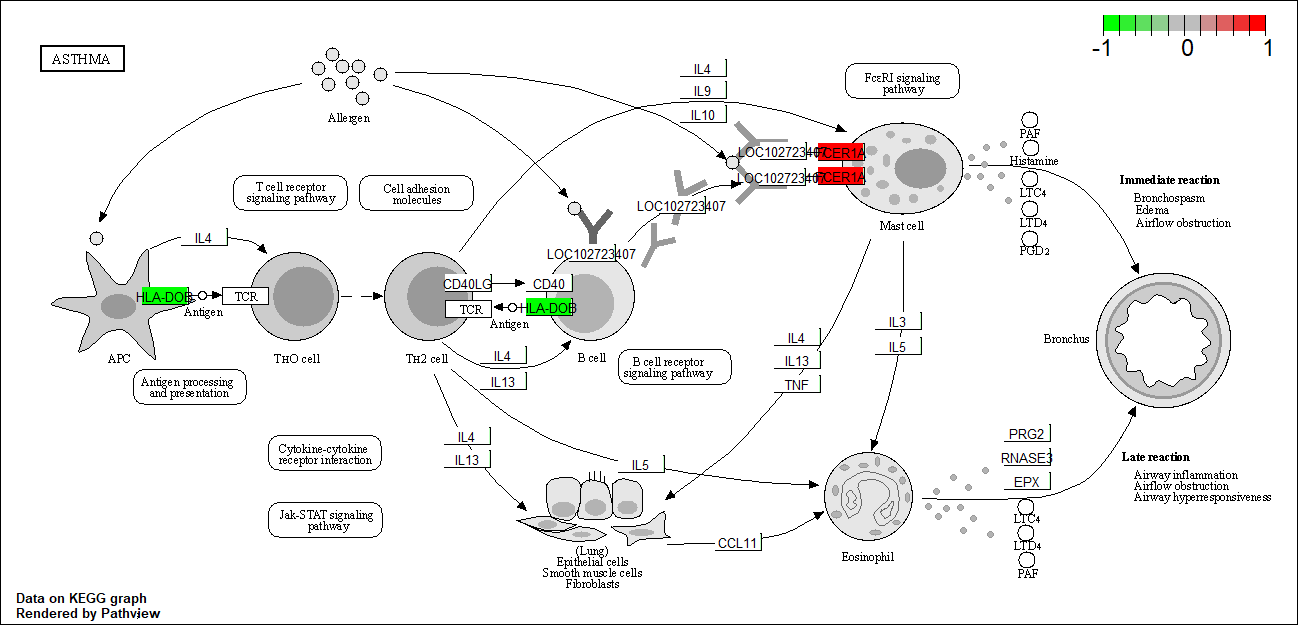 ASTHMA
-1
0
1
Allergen
IL4
IL9
IL10
FcεRI signaling
pathway
PAF
Histamine
LTC4
LTD4
PGD2
LOC102723407
FCER1A
LOC102723407
FCER1A
Mast cell
Immediate reaction
Bronchospasm
Edema
Airflow obstruction
T cell receptor
signaling pathway
Cell adhesion
molecules
LOC102723407
LOC102723407
IL4
HLA-DOB
Antigen
TCR
CD40LG
CD40
TCR
HLA-DOB
Antigen
APC
TH0 cell
TH2 cell
B cell
IL4
IL13
B cell receptor
signaling pathway
IL4
IL13
TNF
IL3
IL5
Bronchus
Antigen processing
and presentation
Cytokine-cytokine
receptor interaction
Jak-STAT signaling
pathway
IL4
IL13
IL5
PRG2
RNASE3
EPX
LTC4
LTD4
PAF
Late reaction
Airway inflammation
Airflow obstruction
Airway hyperresponsiveness
CCL11
Eosinophil
(Lung)
Epithelial cells
Smooth muscle cells
Fibroblasts
Data on KEGG graph
Rendered by Pathview